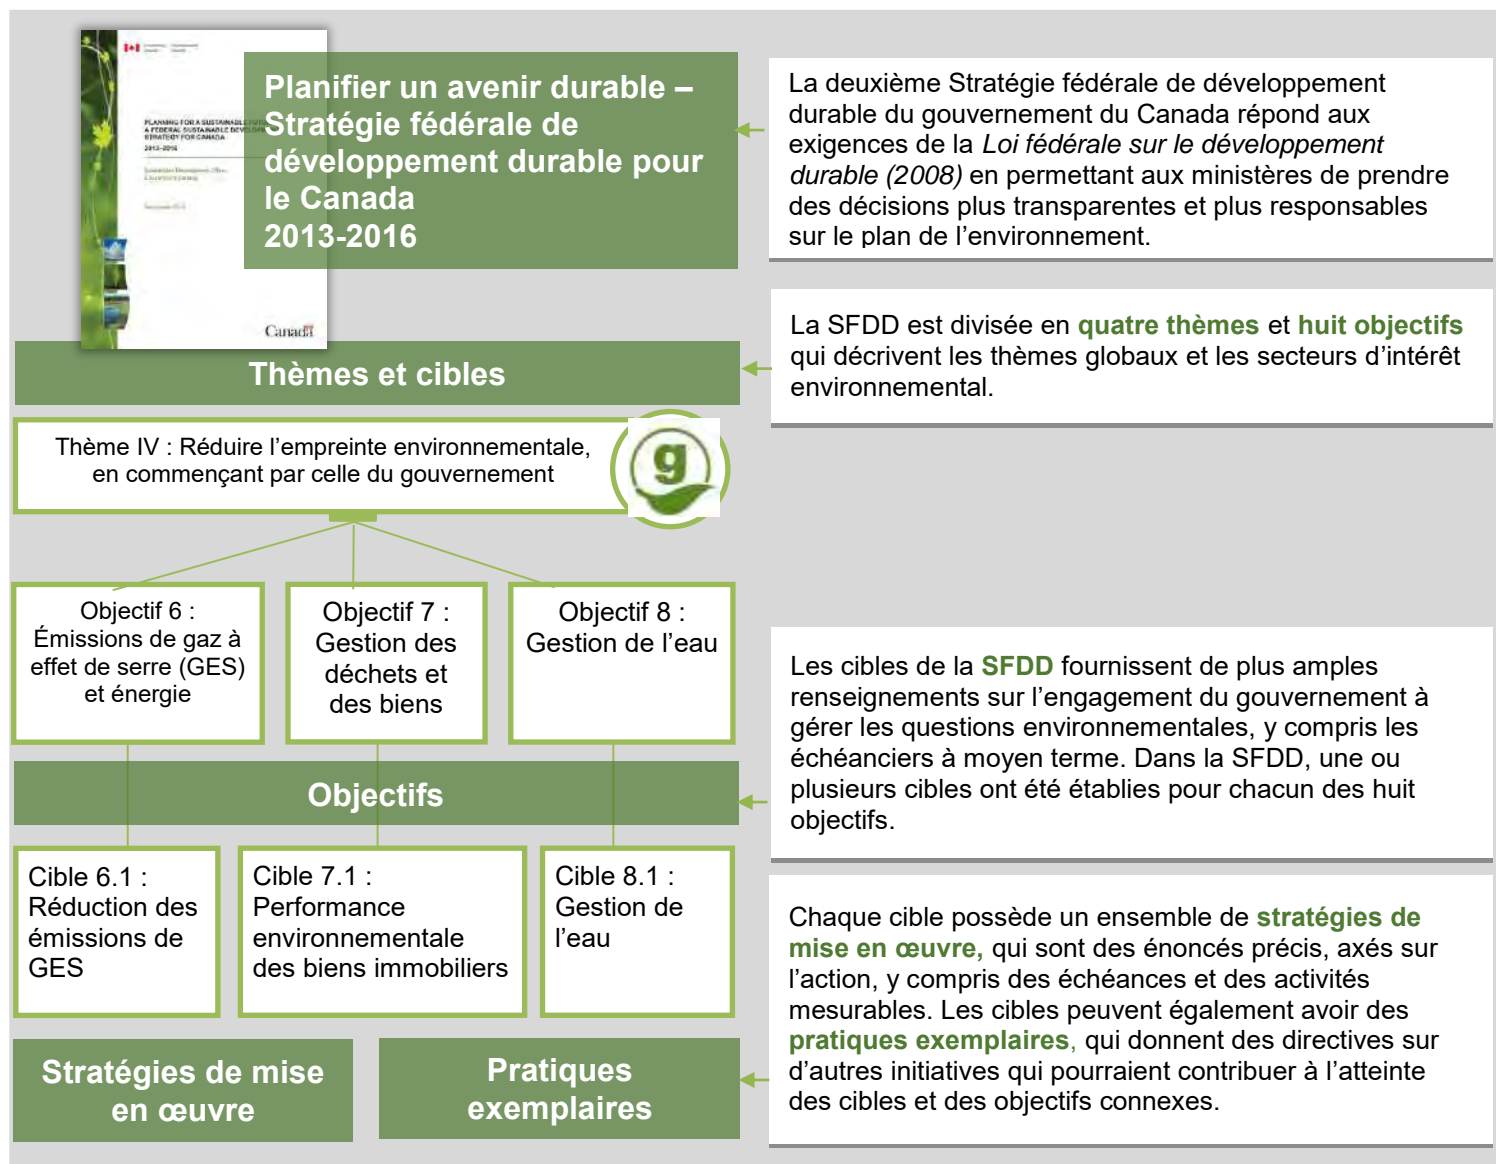 PLANNING FOR A SUSTAINABLE
A FEDERAL SUSTAINABLE
STRATEGY FOR CANADA
2013–2016
Canada
Planifier un avenir durable –
Stratégie fédérale de
développement durable pour
le Canada
2013-2016
La deuxième Stratégie fédérale de développement
durable du gouvernement du Canada répond aux
exigences de la Loi fédérale sur le développement
durable (2008) en permettant aux ministères de prendre
des décisions plus transparentes et plus responsables
sur le plan de l’environnement.
Thèmes et cibles
La SFDD est divisée en quatre thèmes et huit objectifs
qui décrivent les thèmes globaux et les secteurs d’intérêt
environnemental.
Thème IV : Réduire l’empreinte environnementale,
en commençant par celle du gouvernement
g
Objectif 6 :
Émissions de gaz à
effet de serre (GES)
et énergie
Objectif 7 :
Gestion des
déchets et
des biens
Objectif 8 :
Gestion de l’eau
Objectifs
Les cibles de la SFDD fournissent de plus amples
renseignements sur l’engagement du gouvernement à
gérer les questions environnementales, y compris les
échéanciers à moyen terme. Dans la SFDD, une ou
plusieurs cibles ont été établies pour chacun des huit
objectifs.
Cible 6.1 :
Réduction des
émissions de
GES
Cible 7.1 :
Performance
environnementale
des biens immobiliers
Cible 8.1 :
Gestion de
l’eau
Stratégies de mise
en œuvre
Pratiques
exemplaires
Chaque cible possède un ensemble de stratégies de
mise en œuvre, qui sont des énoncés précis, axés sur
l’action, y compris des échéances et des activités
mesurables. Les cibles peuvent également avoir des
pratiques exemplaires, qui donnent des directives sur
d’autres initiatives qui pourraient contribuer à l’atteinte
des cibles et des objectifs connexes.